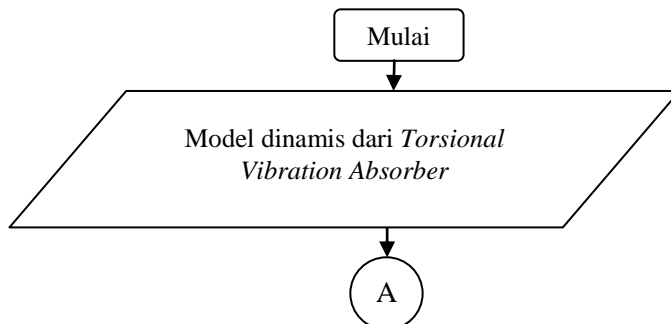 Mulai
Model dinamis dari Torsional
Vibration Absorber
A